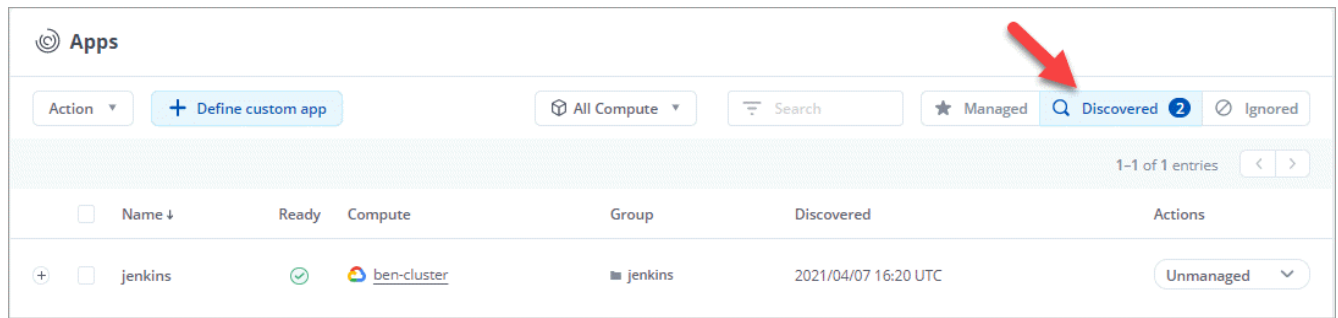 Apps
Action + Define custom app All Compute Search Managed Discovered 2 Ignored
1–1 of 1 entries < >
Name ↓ Ready Compute Group Discovered Actions
jenkins ben-cluster jenkins 2021/04/07 16:20 UTC Unmanaged